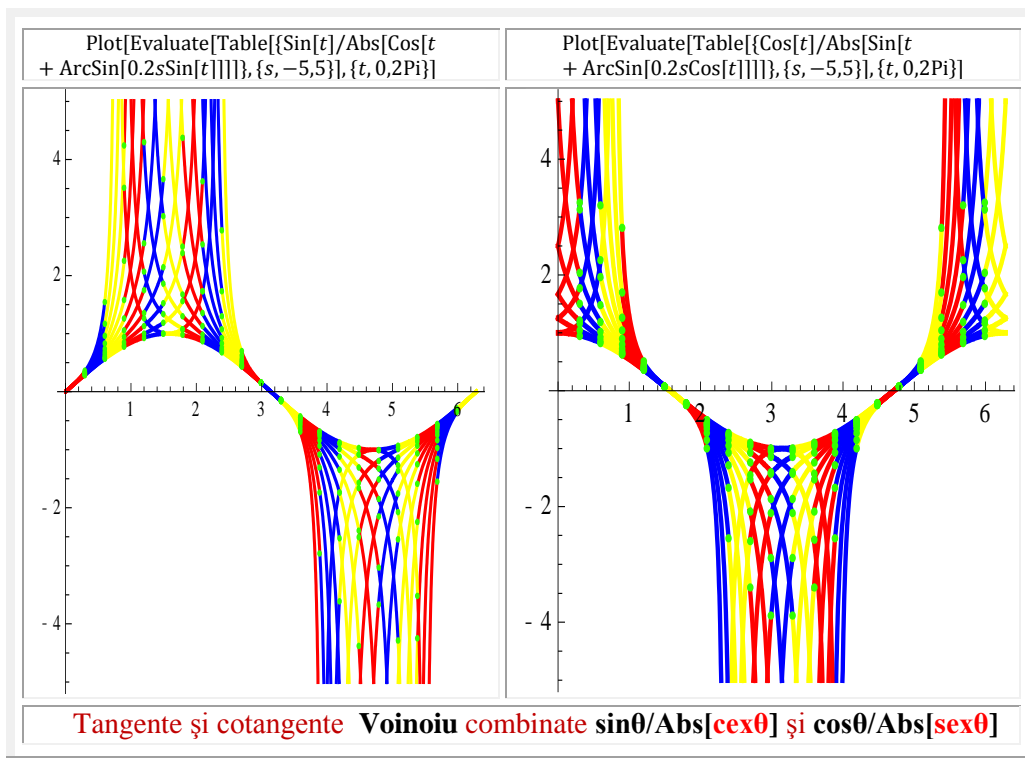 Plot[Evaluate[Table[{Sin[t]/Abs[Cos[t
+ ArcSin[0.2sSin[t]]]]}, {s, −5,5}], {t, 0,2Pi}]
Plot[Evaluate[Table[{Cos[t]/Abs[Sin[t
+ ArcSin[0.2sCos[t]]]]}, {s, −5,5}], {t, 0,2Pi}]
4
2
1 2 3 4 5 6
- 2
- 4
4
2
1 2 3 4 5 6
- 2
- 4
Tangente şi cotangente Voinoiu combinate sinθ/Abs[cexθ] şi cosθ/Abs[sexθ]